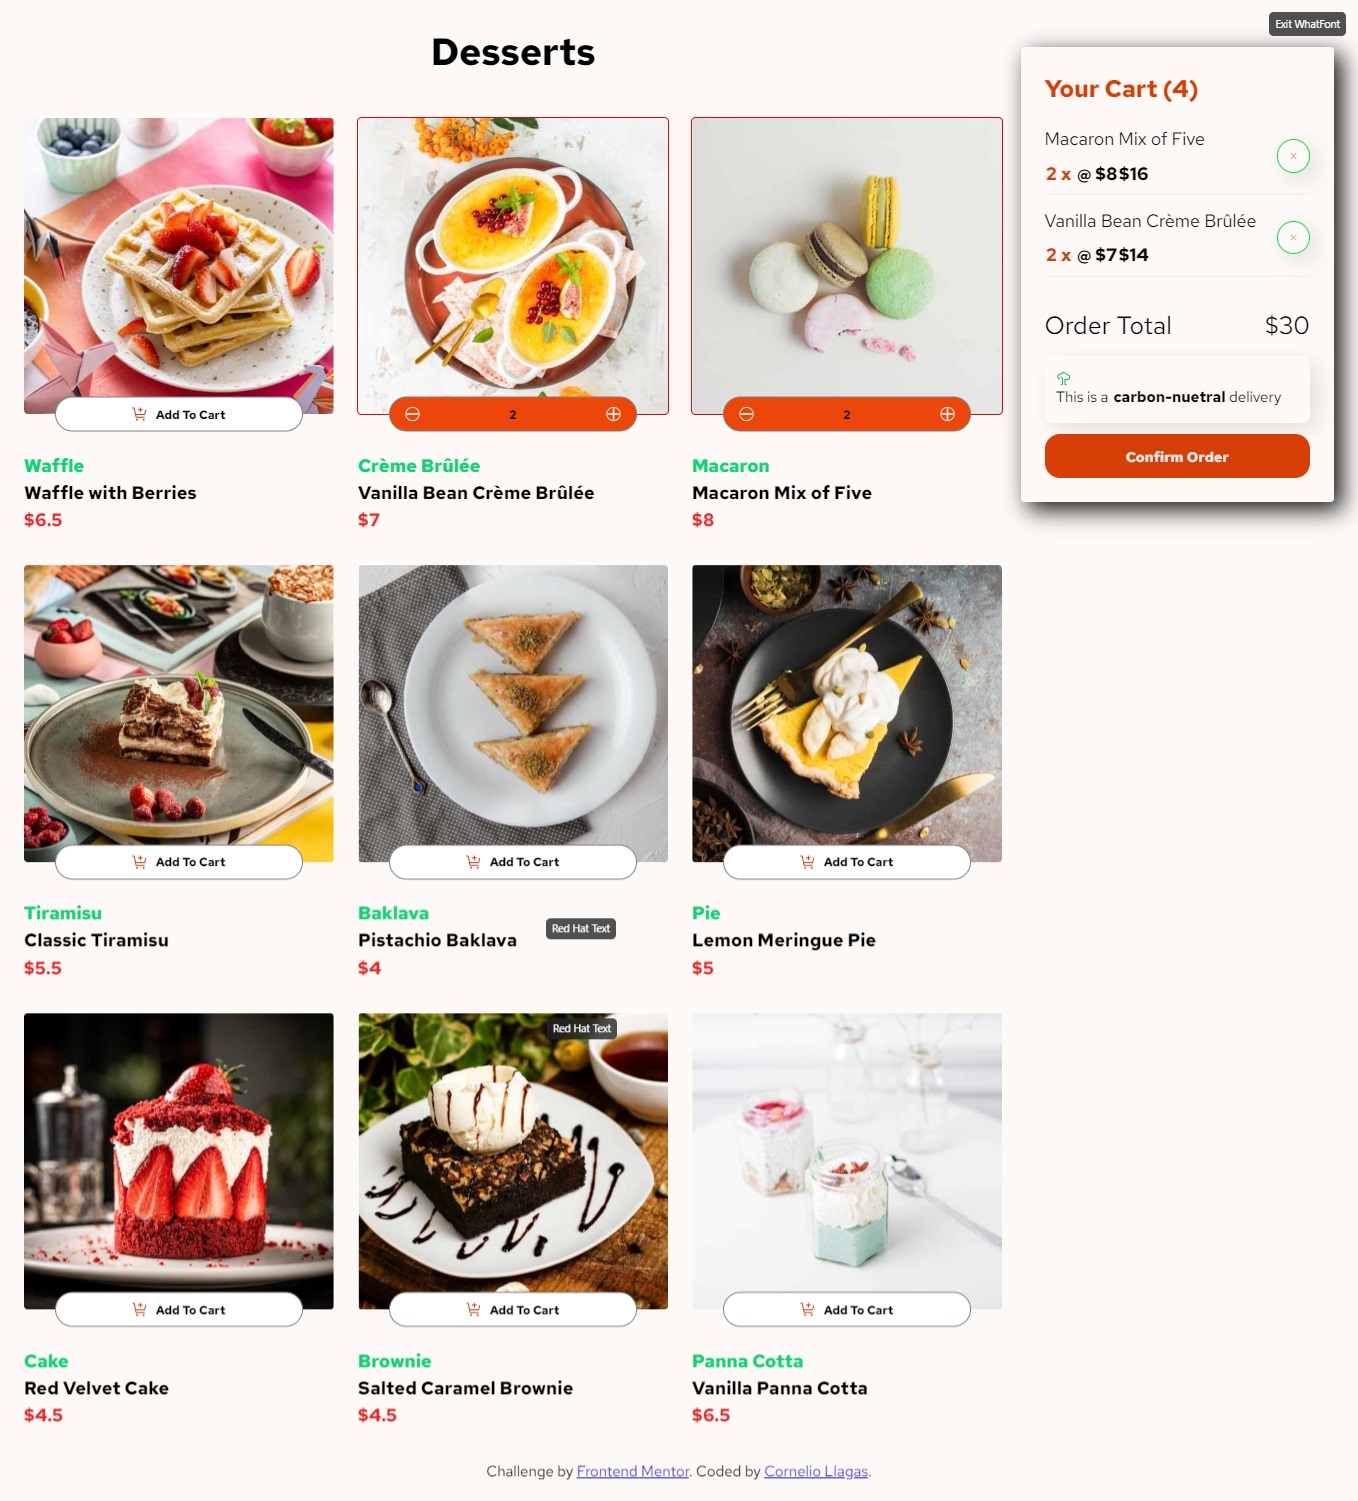 Exit WhatFont
Desserts
Your Cart (4)
Macaron Mix of Five
×
2 x @ $8$16
Vanilla Bean Crème Brûlée
×
2 x @ $7$14
Order Total $30
This is a carbon-nuetral delivery
Confirm Order
Add To Cart
2
2
Waffle
Waffle with Berries
$6.5
Crème Brûlée
Vanilla Bean Crème Brûlée
$7
Macaron
Macaron Mix of Five
$8
Add To Cart
Add To Cart
Add To Cart
Tiramisu
Classic Tiramisu
$5.5
Baklava
Pistachio Baklava
$4
Red Hat Text
Pie
Lemon Meringue Pie
$5
Red Hat Text
Add To Cart
Add To Cart
Add To Cart
Cake
Red Velvet Cake
$4.5
Brownie
Salted Caramel Brownie
$4.5
Panna Cotta
Vanilla Panna Cotta
$6.5
Challenge by Frontend Mentor. Coded by Cornelio Llagas.